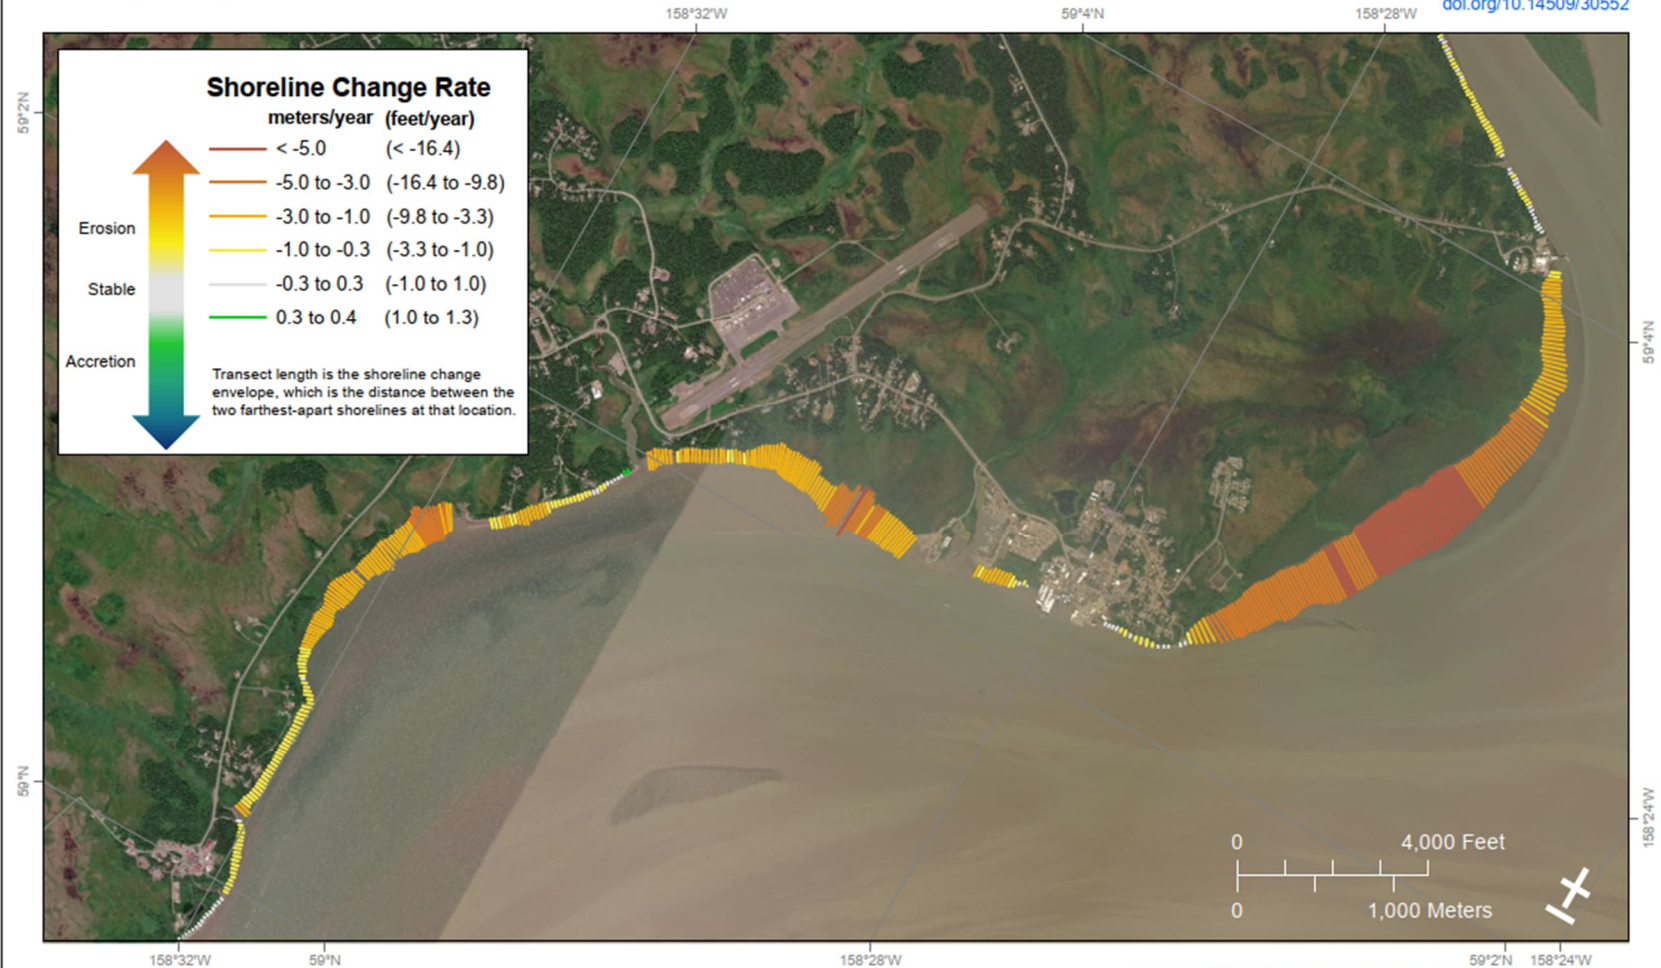 158°32'W
59°4'N
158°28'W
doi.org/10.14509/30552
59°2'N
Shoreline Change Rate
meters/year (feet/year)
< -5.0 (< -16.4)
-5.0 to -3.0 (-16.4 to -9.8)
-3.0 to -1.0 (-9.8 to -3.3)
Erosion
-1.0 to -0.3 (-3.3 to -1.0)
Stable
-0.3 to 0.3 (-1.0 to 1.0)
0.3 to 0.4 (1.0 to 1.3)
Accretion
Transect length is the shoreline change
envelope, which is the distance between the
two farthest-apart shorelines at that location.
59°4'N
59°N
158°24'W
0 4,000 Feet
0 1,000 Meters
158°32'W
59°N
158°28'W
59°2'N
158°24'W